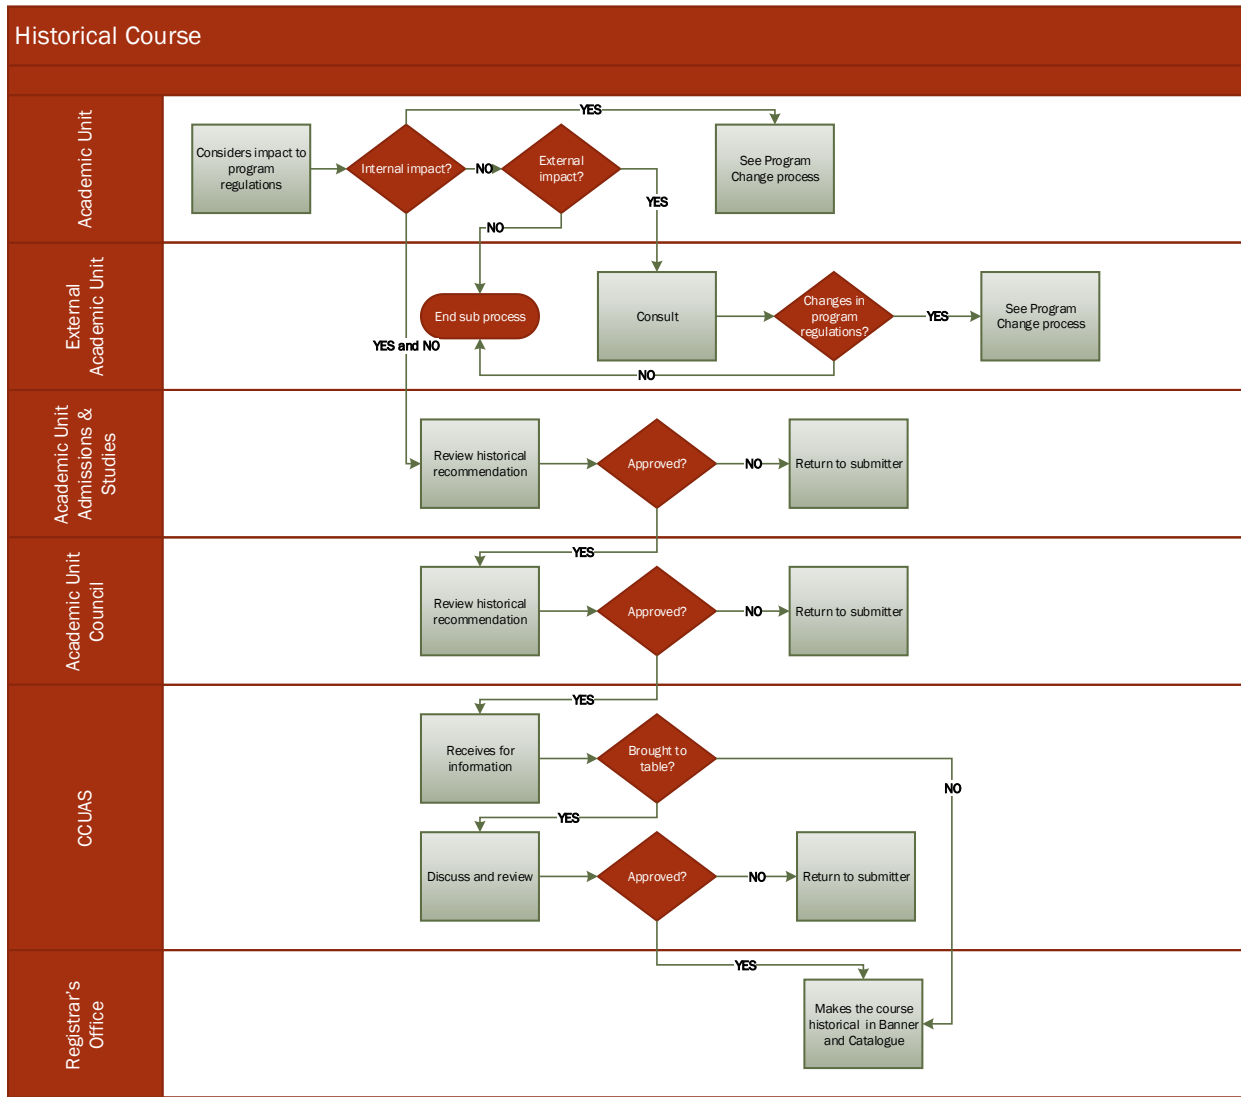 Historical Course
Academic Unit
Considers impact to
program
regulations
Internal impact?
YES
NO
External
impact?
NO
YES
See Program
Change process
External
Academic Unit
YES and NO
End sub process
Consult
Changes in
program
regulations?
YES
NO
See Program
Change process
Academic Unit
Admissions &
Studies
Review historical
recommendation
Approved?
NO
Return to submitter
YES
Academic Unit
Council
Review historical
recommendation
Approved?
NO
Return to submitter
YES
CCUAS
Receives for
information
Brought to
table?
NO
YES
Discuss and review
Approved?
NO
Return to submitter
YES
Registrar's
Office
Makes the course
historical in Banner
and Catalogue